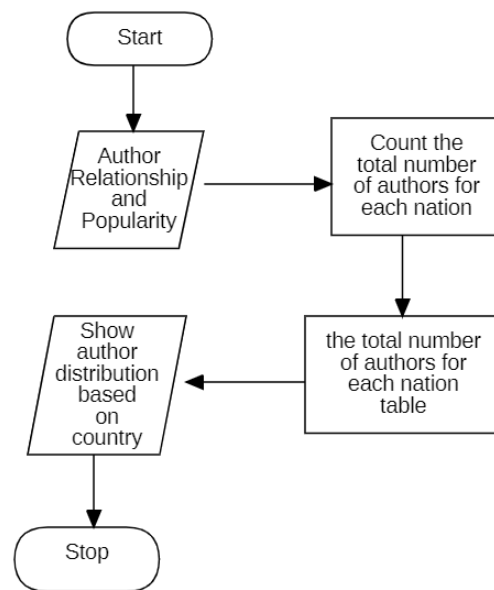 Start
Author
Relationship
and
Popularity
Count the
total number
of authors for
each nation
the total number
of authors for
each nation
table
Show
author
distribution
based
on
country
Stop